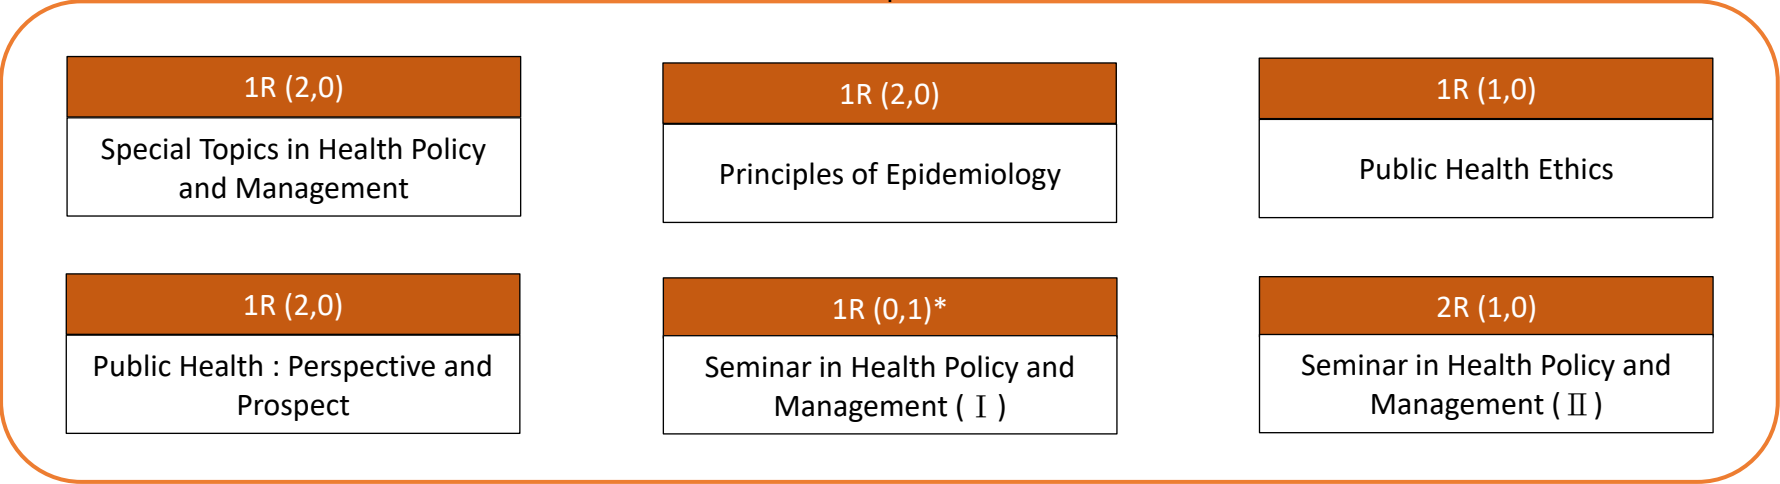 1R (2,0)
Special Topics in Health Policy
and Management
1R (2,0)
Principles of Epidemiology
1R (1,0)
Public Health Ethics
1R (2,0)
Public Health : Perspective and
Prospect
1R (0,1)*
Seminar in Health Policy and
Management ( Ⅰ )
2R (1,0)
Seminar in Health Policy and
Management ( Ⅱ )